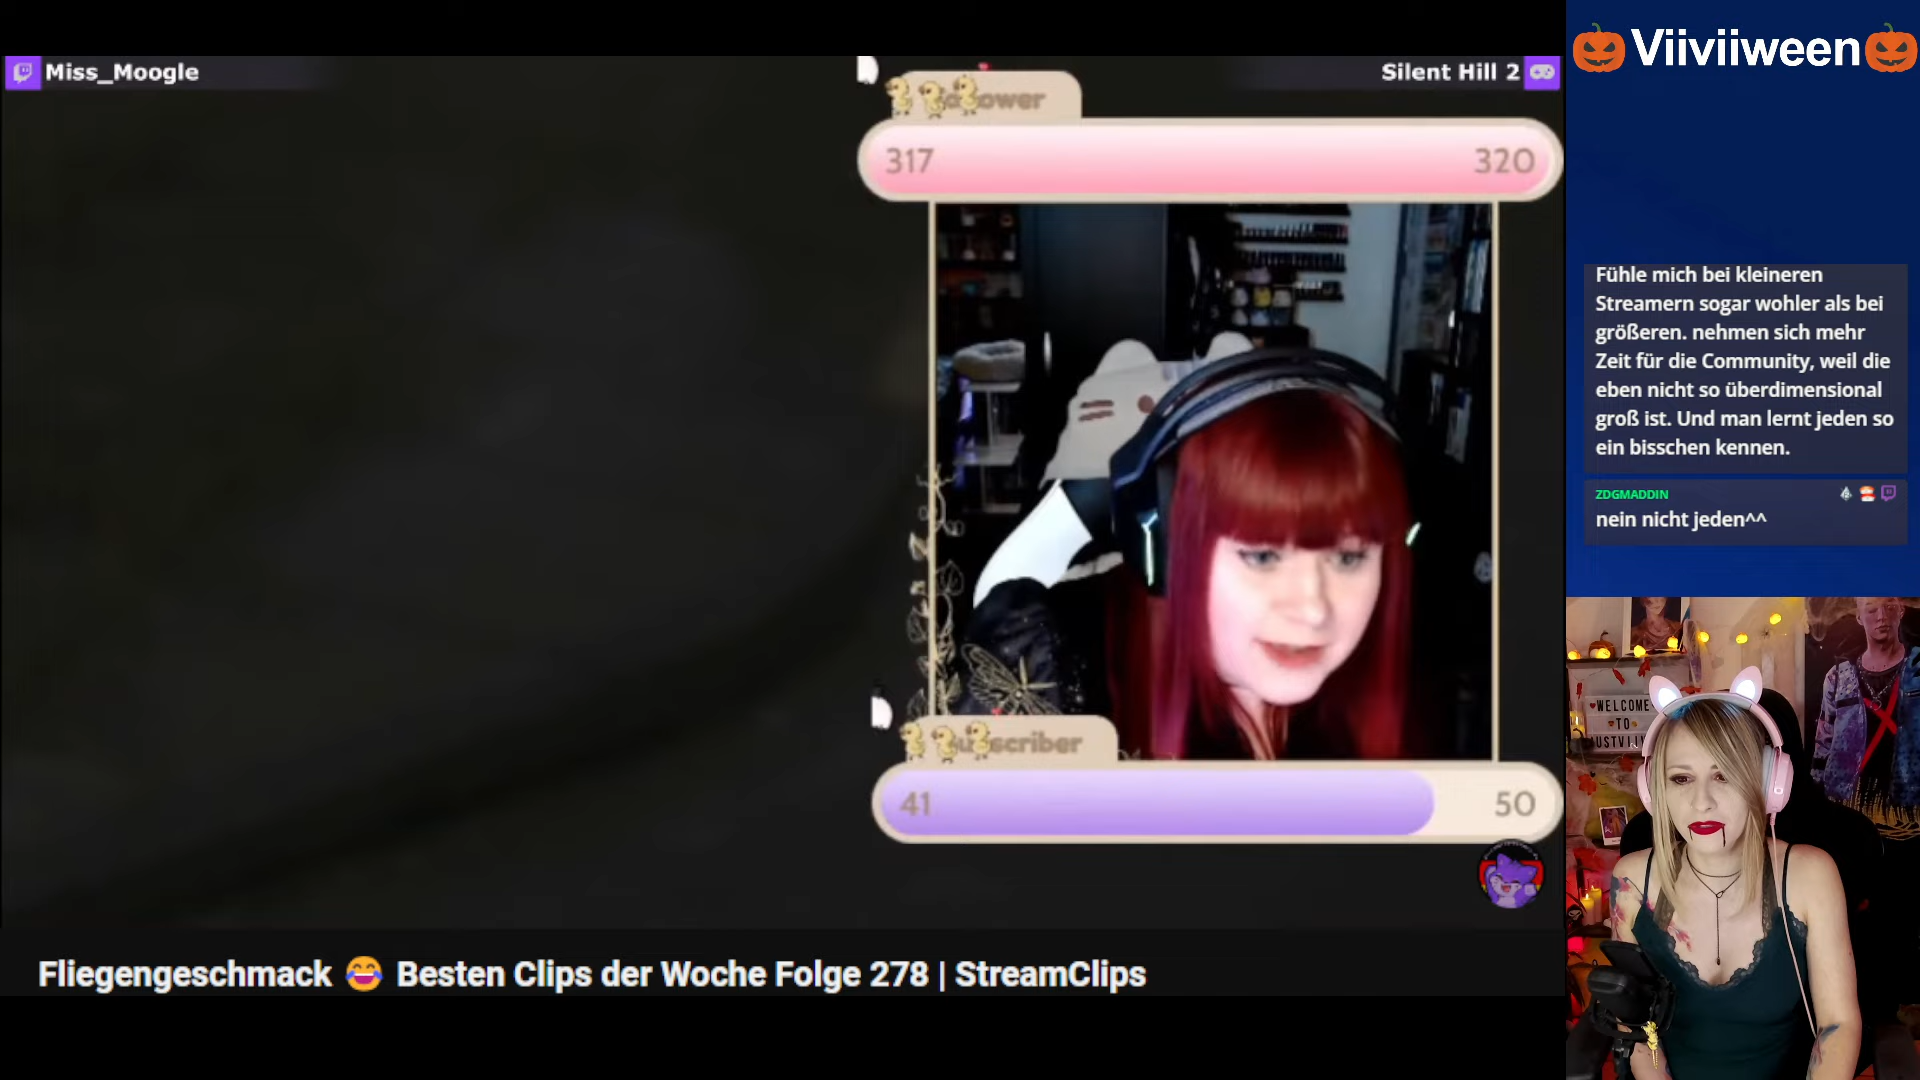 Miss_Moogle
Silent Hill 2
317
320
41
50
Fliegengeschmack 😂 Besten Clips der Woche Folge 278 | StreamClips
Viiviiween
Fühle mich bei kleineren
Streamern sogar wohler als bei
größeren. nehmen sich mehr
Zeit für die Community, weil die
eben nicht so überdimensional
groß ist. Und man lernt jeden so
ein bisschen kennen.
ZDGMADDIN
nein nicht jeden^^
WELCOME
TO